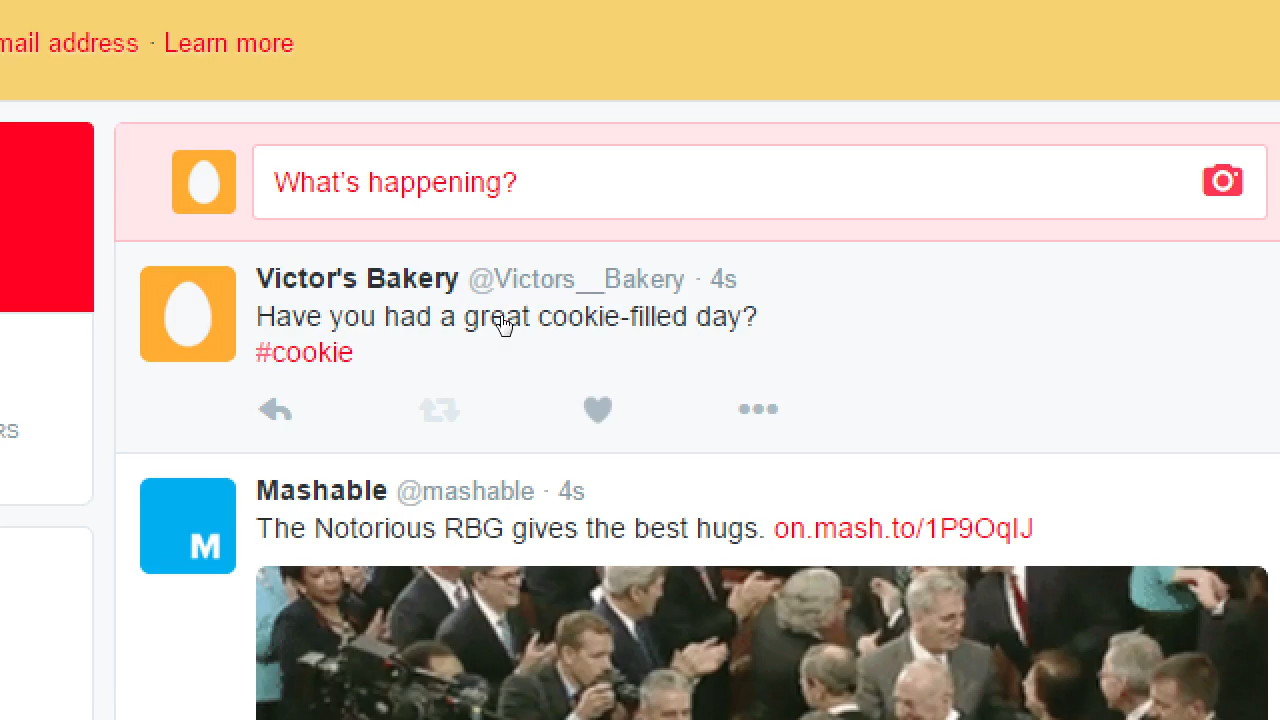 mail address · Learn more
What's happening?
Victor's Bakery @Victors__Bakery · 4s
Have you had a great cookie-filled day?
#cookie
RS
Mashable @mashable · 4s
M
The Notorious RBG gives the best hugs. on.mash.to/1P9OqIJ